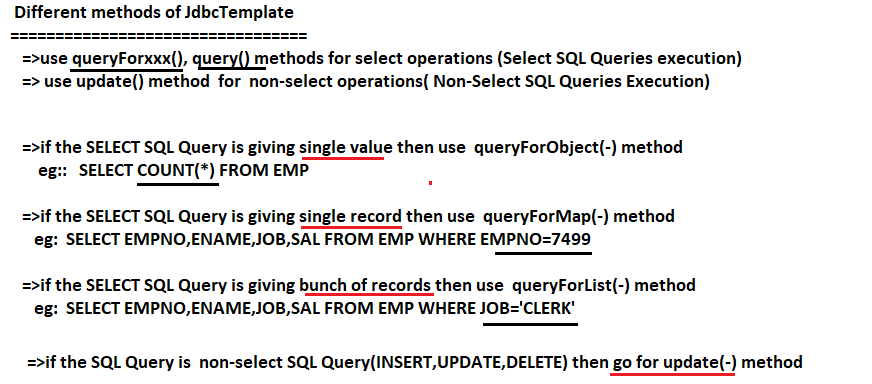 Different methods of JdbcTemplate
=================================
=>use queryForxxx(), query() methods for select operations (Select SQL Queries execution)
=> use update() method for non-select operations( Non-Select SQL Queries Execution)
=>if the SELECT SQL Query is giving single value then use queryForObject(-) method
eg:: SELECT COUNT(*) FROM EMP
=>if the SELECT SQL Query is giving single record then use queryForMap(-) method
eg: SELECT EMPNO,ENAME,JOB,SAL FROM EMP WHERE EMPNO=7499
=>if the SELECT SQL Query is giving bunch of records then use queryForList(-) method
eg: SELECT EMPNO,ENAME,JOB,SAL FROM EMP WHERE JOB='CLERK'
=>if the SQL Query is non-select SQL Query(INSERT,UPDATE,DELETE) then go for update(-) method